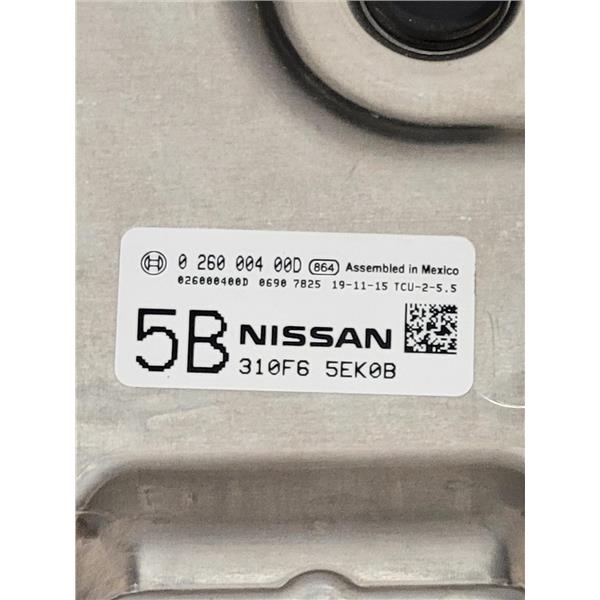 0 260 004 00D 864 Assembled in Mexico
026000400D 0690 7825 19-11-15 TCU-2-5.5
5B NISSAN
310F6 5EK0B